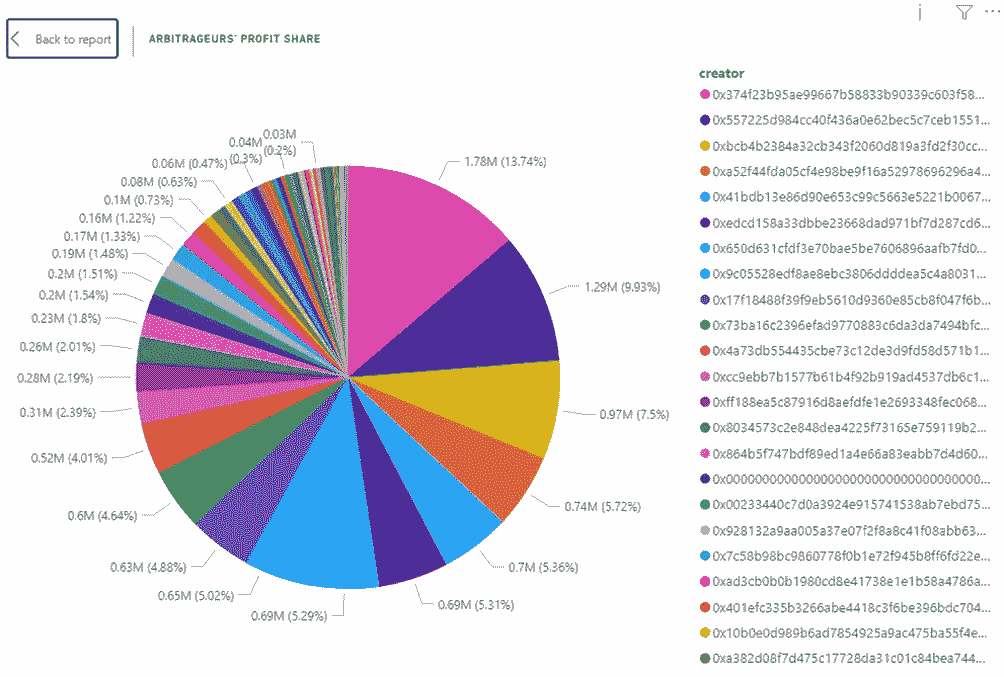 Back to report
ARBITRAGEURS' PROFIT SHARE
creator
0x374f23b95ae99667b58833b90339c603f58...
0x557225d984cc40f436a0e62bec5c7ceb1551...
0xbcb4b2384a32cb343f2060d819a3fd2f30cc...
0xa52f44fda05cf4e98be9f16a52978696296a4...
0x41bdb13e86d90e653c99c5663e5221b0067...
0xedcd158a33dbbe23668dad971bf7d287cd6...
0x650d631cfdf3e70bae5be7606896aafb7fd0...
0x9c05528edf8ae8ebc3806ddddea5c4a8031...
0x17f18488f39f9eb5610d9360e85cb8f047f6b...
0x73ba16c2396efad9770883c6da3da7494bfc...
0x4a73db554435cbe73c12de3d9fd58d571b1...
0xcc9ebb7b1577b61b4f92b919ad4537db6c1...
0xff188ea5c87916d8aefdfe1e2693348fec068...
0x8034573c2e848dea4225f73165e759119b2...
0x864b5f747bdf89ed1a4e66a83eabb7d4d60...
0x00000000000000000000000000000000000...
0x00233440c7d0a3924e915741538ab7ebd75...
0x928132a9aa005a37e07f2f8a8c41f08abb63...
0x7c58b98bc9860778f0b1e72f945b8ff6fd22e...
0xad3cb0b0b1980cd8e41738e1e1b58a4786a...
0x401efc335b3266abe4418c3f6be396bdc704...
0x10b0e0d989b6ad7854925a9ac475ba55f4e...
0xa382d08f7d475c17728da31c01c84bea744...
1.78M (13.74%)
1.29M (9.93%)
0.97M (7.5%)
0.74M (5.72%)
0.7M (5.36%)
0.69M (5.31%)
0.69M (5.29%)
0.65M (5.02%)
0.63M (4.88%)
0.6M (4.64%)
0.52M (4.01%)
0.31M (2.39%)
0.28M (2.19%)
0.26M (2.01%)
0.23M (1.8%)
0.2M (1.54%)
0.2M (1.51%)
0.19M (1.48%)
0.17M (1.33%)
0.16M (1.22%)
0.1M (0.73%)
0.08M (0.63%)
0.06M (0.47%)
0.04M
(0.3%)
0.03M
(0.2%)